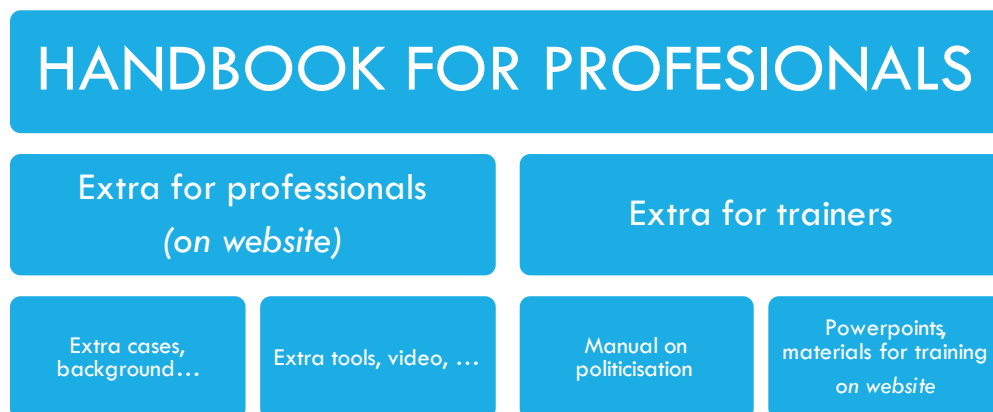 HANDBOOK FOR PROFESIONALS
Extra for professionals
(on website)
Extra for trainers
Extra cases,
background…
Extra tools, video, …
Manual on
politicisation
Powerpoints,
materials for training
on website